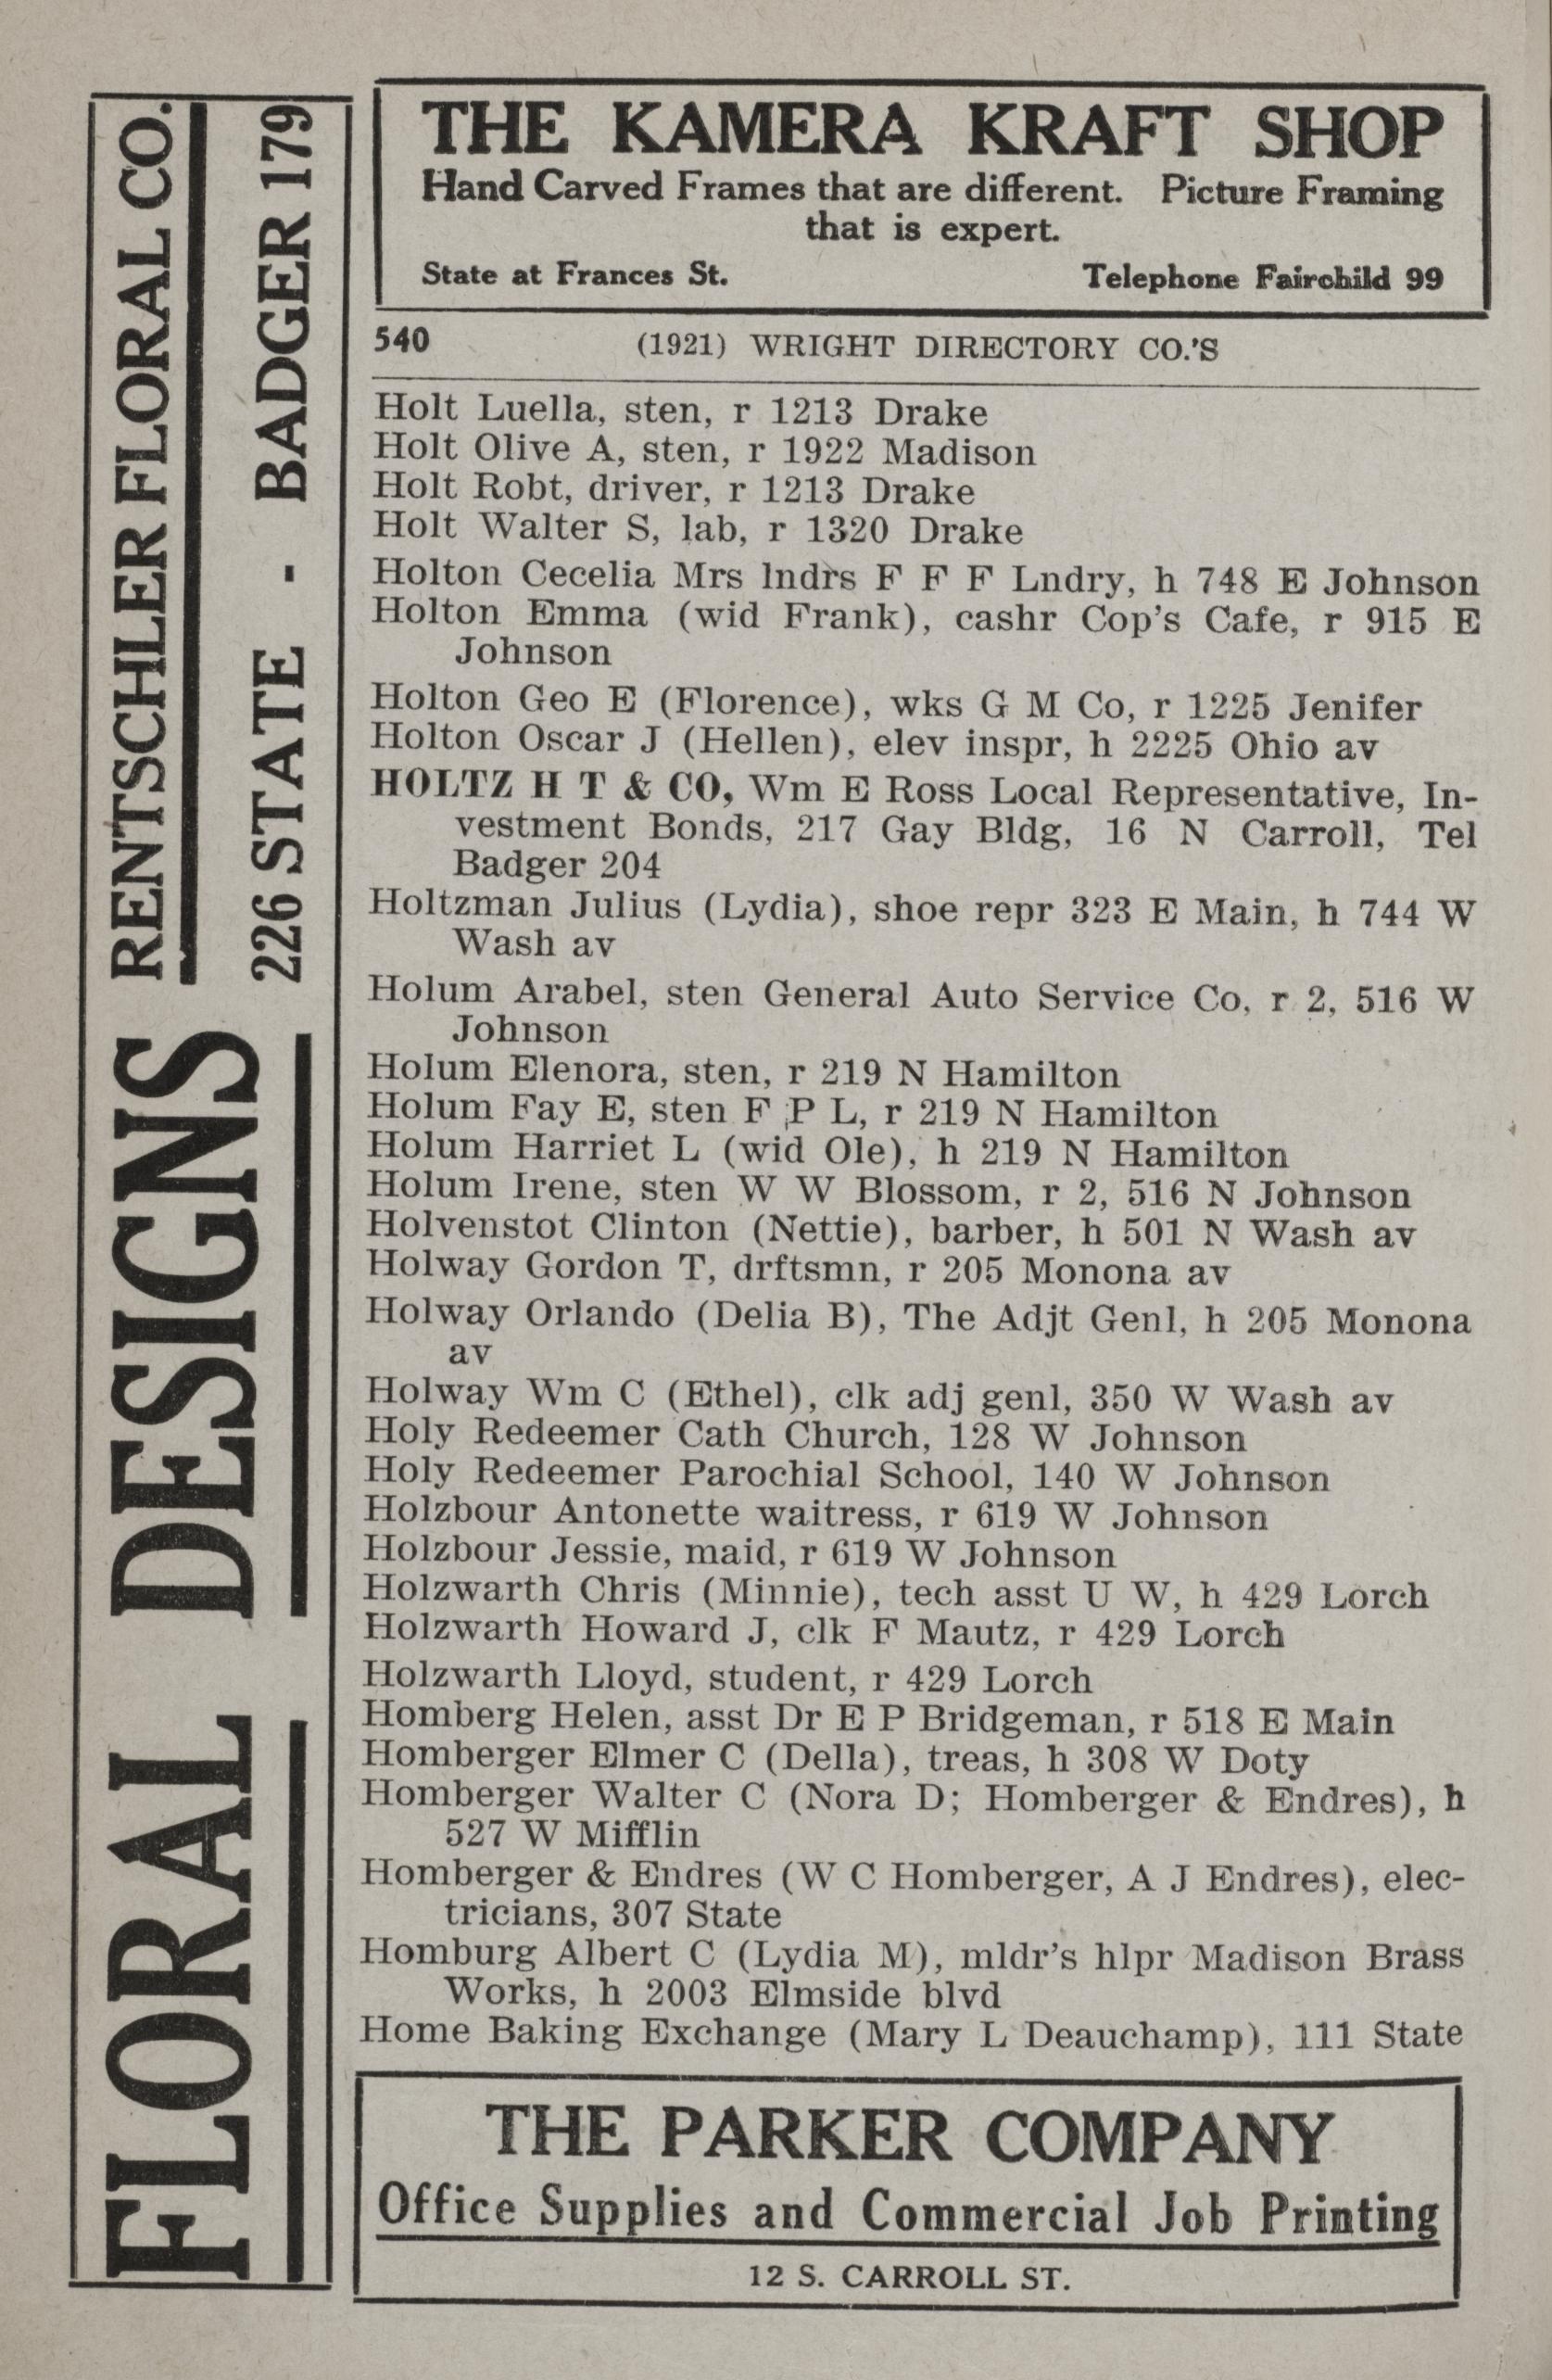 THE KAMERA KRAFT SHOP
Hand Carved Frames that are different. Picture Framing
that is expert.
State at Frances St. Telephone Fairchild 99
540 (1921) WRIGHT DIRECTORY CO.'S
Holt Luella, sten, r 1213 Drake
Holt Olive A, sten, r 1922 Madison
Holt Robt, driver, r 1213 Drake
Holt Walter S, lab, r 1320 Drake
Holton Cecelia Mrs lndrs F F F Lndry, h 748 E Johnson
Holton Emma (wid Frank), cashr Cop's Cafe, r 915 E
Johnson
Holton Geo E (Florence), wks G M Co, r 1225 Jenifer
Holton Oscar J (Hellen), elev inspr, h 2225 Ohio av
HOLTZ H T & CO, Wm E Ross Local Representative, In-
vestment Bonds, 217 Gay Bldg, 16 N Carroll, Tel
Badger 204
Holtzman Julius (Lydia), shoe repr 323 E Main, h 744 W
Wash av
Holum Arabel, sten General Auto Service Co, r 2, 516 W
Johnson
Holum Elenora, sten, r 219 N Hamilton
Holum Fay E, sten F P L, r 219 N Hamilton
Holum Harriet L (wid Ole), h 219 N Hamilton
Holum Irene, sten W W Blossom, r 2, 516 N Johnson
Holvenstot Clinton (Nettie), barber, h 501 N Wash av
Holway Gordon T, drftsmn, r 205 Monona av
Holway Orlando (Delia B), The Adjt Genl, h 205 Monona
av
Holway Wm C (Ethel), clk adj genl, 350 W Wash av
Holy Redeemer Cath Church, 128 W Johnson
Holy Redeemer Parochial School, 140 W Johnson
Holzbour Antonette waitress, r 619 W Johnson
Holzbour Jessie, maid, r 619 W Johnson
Holzwarth Chris (Minnie), tech asst U W, h 429 Lorch
Holzwarth Howard J, clk F Mautz, r 429 Lorch
Holzwarth Lloyd, student, r 429 Lorch
Homberg Helen, asst Dr E P Bridgeman, r 518 E Main
Homberger Elmer C (Della), treas, h 308 W Doty
Homberger Walter C (Nora D; Homberger & Endres), h
527 W Mifflin
Homberger & Endres (W C Homberger, A J Endres), elec-
tricians, 307 State
Homburg Albert C (Lydia M), mldr's hlpr Madison Brass
Works, h 2003 Elmside blvd
Home Baking Exchange (Mary L Deauchamp), 111 State
THE PARKER COMPANY
Office Supplies and Commercial Job Printing
12 S. CARROLL ST.
FLORAL DESIGNS
RENTSCHLER FLORAL CO.
226 STATE - BADGER 179